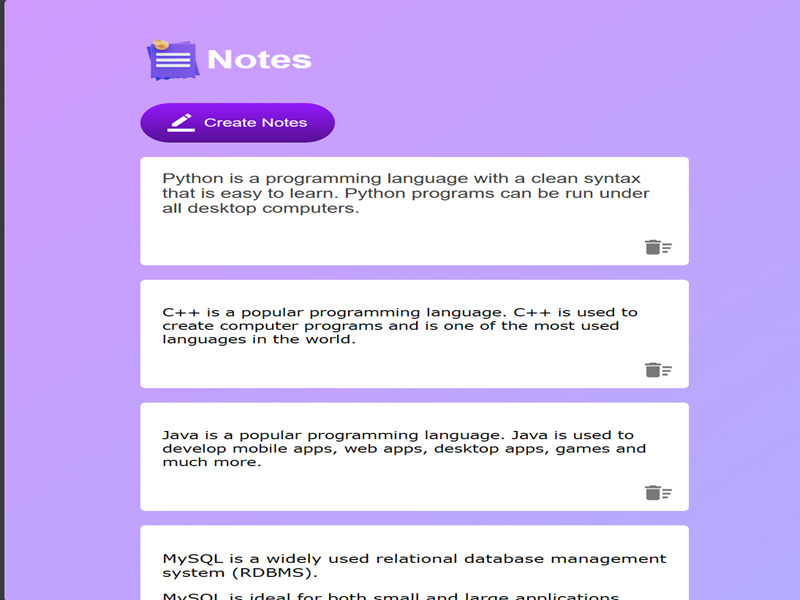 Notes
Create Notes
Python is a programming language with a clean syntax
that is easy to learn. Python programs can be run under
all desktop computers.
C++ is a popular programming language. C++ is used to
create computer programs and is one of the most used
languages in the world.
Java is a popular programming language. Java is used to
develop mobile apps, web apps, desktop apps, games and
much more.
MySQL is a widely used relational database management
system (RDBMS).
MySQL is ideal for both small and large applications.